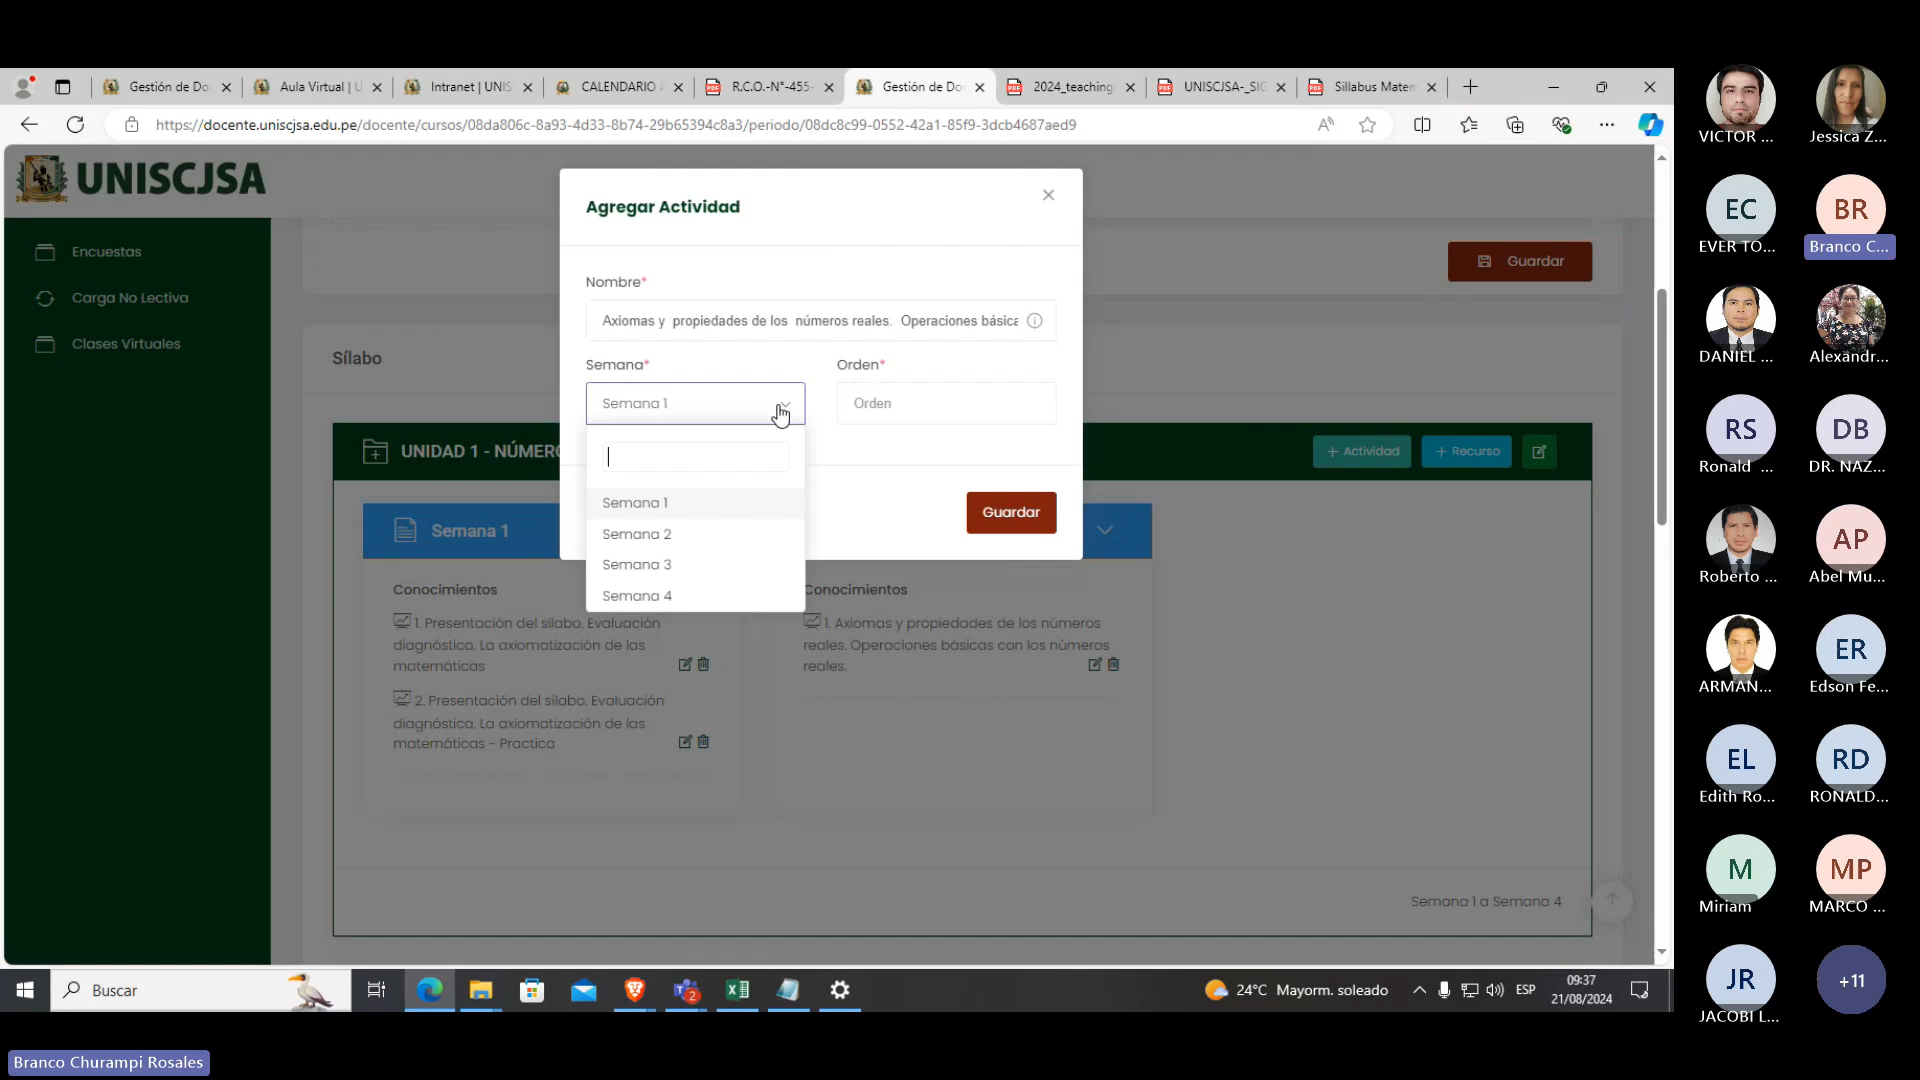 Gestión de Do
Aula Virtual | U
Intranet | UNIS
CALENDARIO A
R.C.O.-N°-455-
Gestión de Do
2024_teaching
UNISCJSA-_SIG
Sillabus Matem
https://docente.uniscjsa.edu.pe/docente/cursos/08da806c-8a93-4d33-8b74-29b65394c8a3/periodo/08dc8c99-0552-42a1-85f9-3dcb4687aed9
UNISCJSA
Encuestas
Carga No Lectiva
Clases Virtuales
Guardar
Sílabo
UNIDAD 1 - NÚMERO
+ Actividad
+ Recurso
Semana 1
Conocimientos
1. Presentación del sílabo. Evaluación
diagnóstica. La axiomatización de las
matemáticas
2. Presentación del sílabo. Evaluación
diagnóstica. La axiomatización de las
matemáticas - Practica
Conocimientos
1. Axiomas y propiedades de los números
reales. Operaciones básicas con los números
reales.
Semana 1 a Semana 4
Agregar Actividad
Nombre*
Axiomas y propiedades de los números reales. Operaciones básica
Semana*
Orden*
Semana 1
Orden
Semana 1
Semana 2
Semana 3
Semana 4
Guardar
Buscar
2
24°C Mayorm. soleado
ESP
09:37
21/08/2024
VICTOR ...
Jessica Z...
EC
EVER TO...
BR
Branco C...
DANIEL ...
Alexandr...
RS
Ronald ...
DB
DR. NAZ...
Roberto ...
AP
Abel Mu...
ARMAN...
ER
Edson Fe...
EL
Edith Ro...
RD
RONALD...
M
Miriam
MP
MARCO ...
JR
JACOBI L...
+11
Branco Churampi Rosales